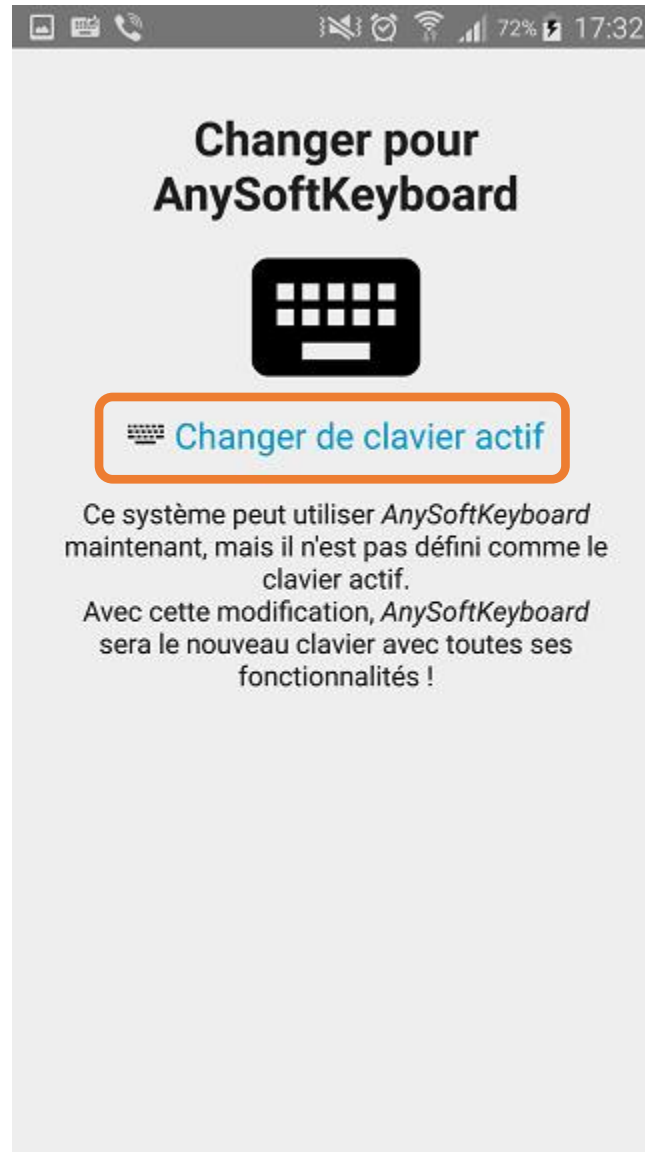 72% 17:32
Changer pour
AnySoftKeyboard
Changer de clavier actif
Ce système peut utiliser AnySoftKeyboard
maintenant, mais il n'est pas défini comme le
clavier actif.
Avec cette modification, AnySoftKeyboard
sera le nouveau clavier avec toutes ses
fonctionnalités !